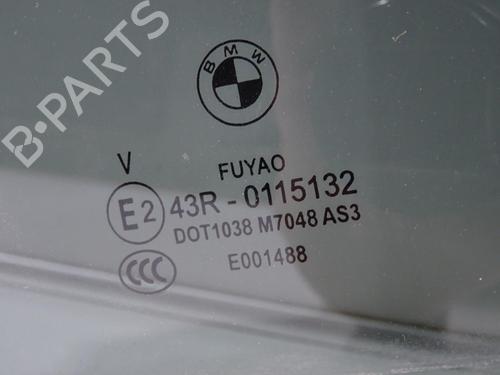 B-PARTS
BMW
V
FUYAO
E2
43R - 0115132
DOT1038 M7048 AS3
CCC
E001488